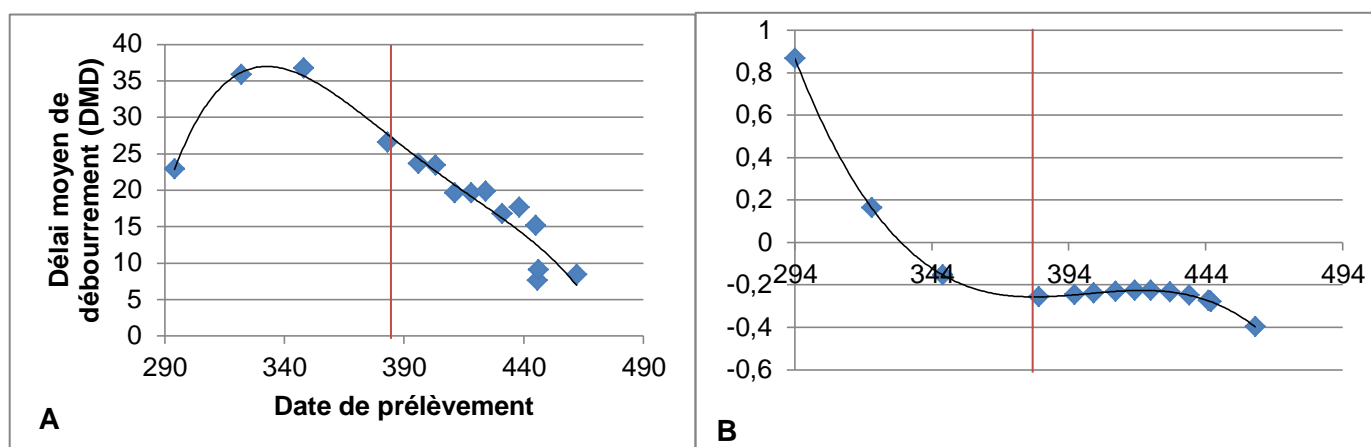 40
35
30
25
20
15
10
5
0
290 340 390 440 490
Délai moyen de
débourrement (DMD)
Date de prélèvement
A
1
0,8
0,6
0,4
0,2
0
-0,2
-0,4
-0,6
294 344 394 444 494
B